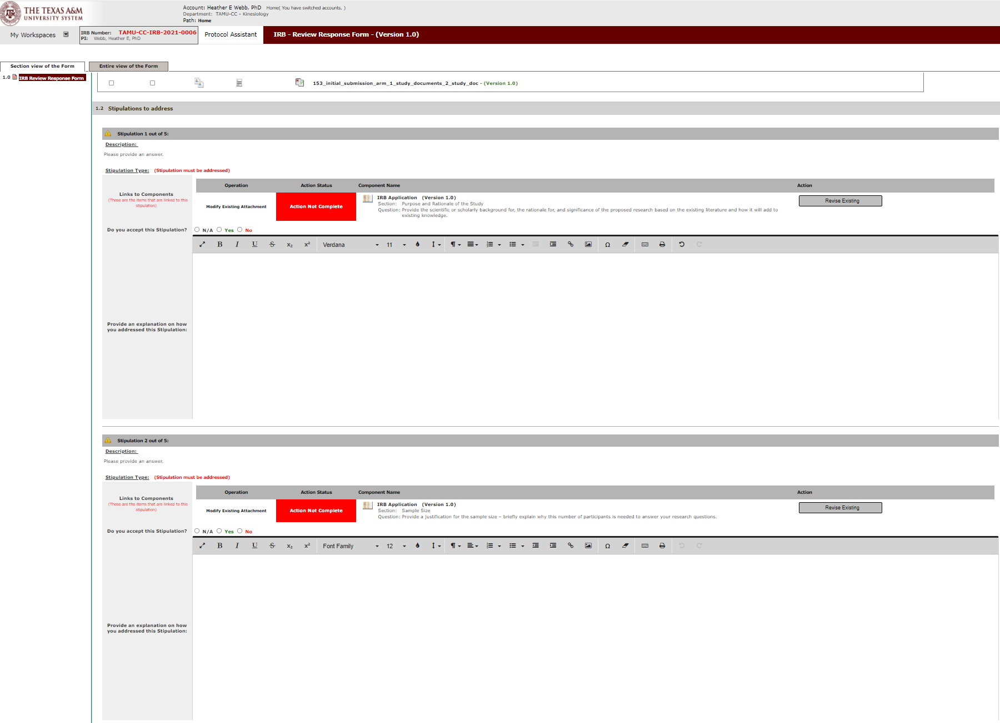 THE TEXAS A&M
UNIVERSITY SYSTEM
Account: Heather E Webb, PhD Home( You have switched accounts. )
Department: TAMU-CC - Kinesiology
Path: Home
My Workspaces
IRB Number: TAMU-CC-IRB-2021-0006
PI: Webb, Heather E, PhD
Protocol Assistant
IRB - Review Response Form - (Version 1.0)
Section view of the Form
Entire view of the Form
1.0 IRB Review Response Form
153_initial_submission_arm_1_study_documents_2_study_doc - (Version 1.0)
1.2 Stipulations to address
Stipulation 1 out of 5:
Description:
Please provide an answer.
Stipulation Type: (Stipulation must be addressed)
Operation Action Status Component Name Action
Links to Components
(These are the items that are linked to this
stipulation)
Modify Existing Attachment
Action Not Complete
IRB Application (Version 1.0)
Section: Purpose and Rationale of the Study
Question: Provide the scientific or scholarly background for, the rationale for, and significance of the proposed research based on the existing literature and how it will add to
existing knowledge.
Revise Existing
Do you accept this Stipulation? N/A Yes No
B I U S x₂ x² Verdana 11 ¶ Ω
Provide an explanation on how
you addressed this Stipulation:
Stipulation 2 out of 5:
Description:
Please provide an answer.
Stipulation Type: (Stipulation must be addressed)
Operation Action Status Component Name Action
Links to Components
(These are the items that are linked to this
stipulation)
Modify Existing Attachment
Action Not Complete
IRB Application (Version 1.0)
Section: Sample Size
Question: Provide a justification for the sample size – briefly explain why this number of participants is needed to answer your research questions.
Revise Existing
Do you accept this Stipulation? N/A Yes No
B I U S x₂ x² Font Family 12 ¶ Ω
Provide an explanation on how
you addressed this Stipulation: